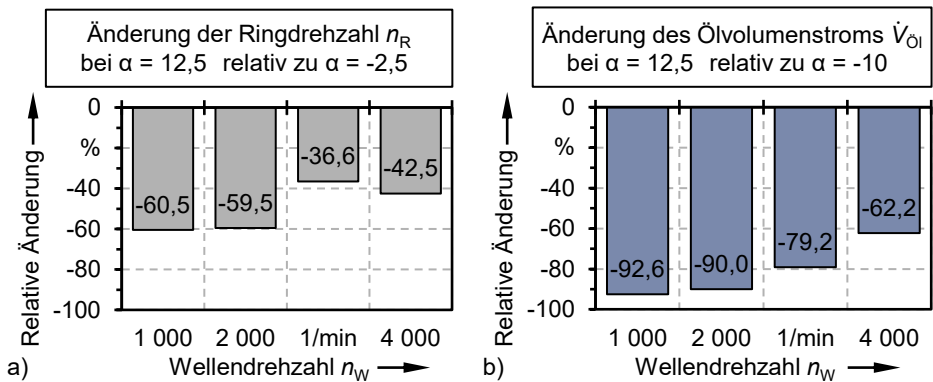 Änderung der Ringdrehzahl n_R
bei α = 12,5 relativ zu α = -2,5
Relative Änderung
0
%
-40
-60
-80
-100
-60,5
-59,5
-36,6
-42,5
1 000 2 000 1/min 4 000
Wellendrehzahl n_W
a)
Änderung des Ölvolumenstroms V̇_Öl
bei α = 12,5 relativ zu α = -10
Relative Änderung
0
%
-40
-60
-80
-100
-92,6
-90,0
-79,2
-62,2
1 000 2 000 1/min 4 000
Wellendrehzahl n_W
b)